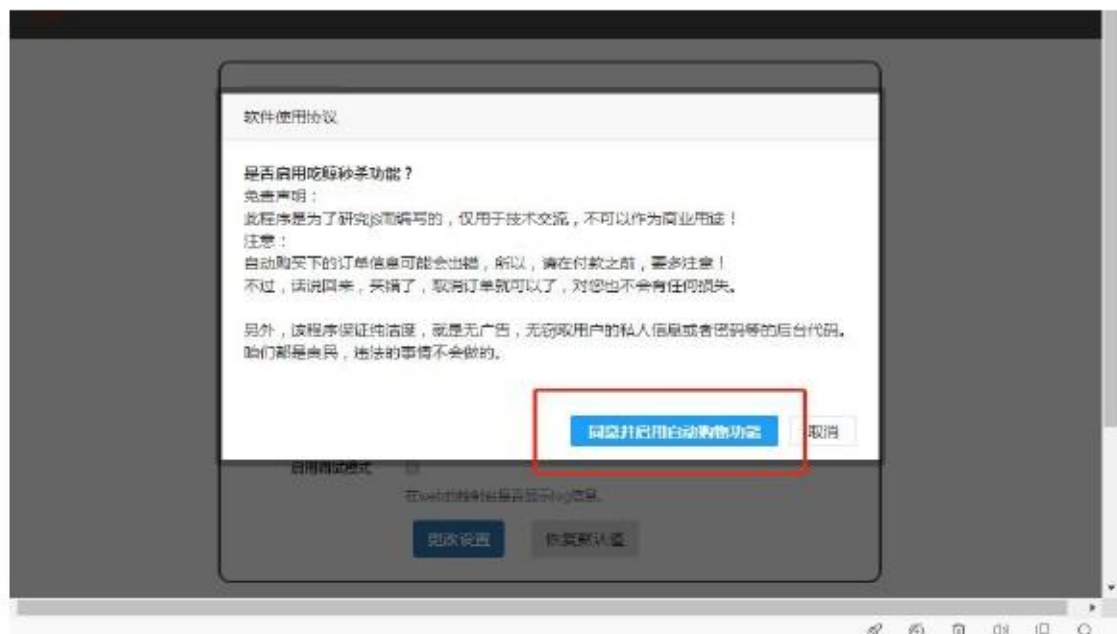 软件使用协议
是否启用吃鲸秒杀功能？
免责声明：
此程序是为了研究js而编写的，仅用于技术交流，不可以作为商业用途！
注意：
自动购买下的订单信息可能会出错，所以，请在付款之前，要多注意！
不过，话说回来，买错了，取消订单就可以了，对您也不会有任何损失。
另外，该程序保证纯洁度，就是无广告，无窃取用户的私人信息或者密码等的后台代码。
咱们都是良民，违法的事情不会做的。
同意并启用自动购物功能
取消
启用调试模式
在web的控制台是否显示log信息。
更改设置
恢复默认值